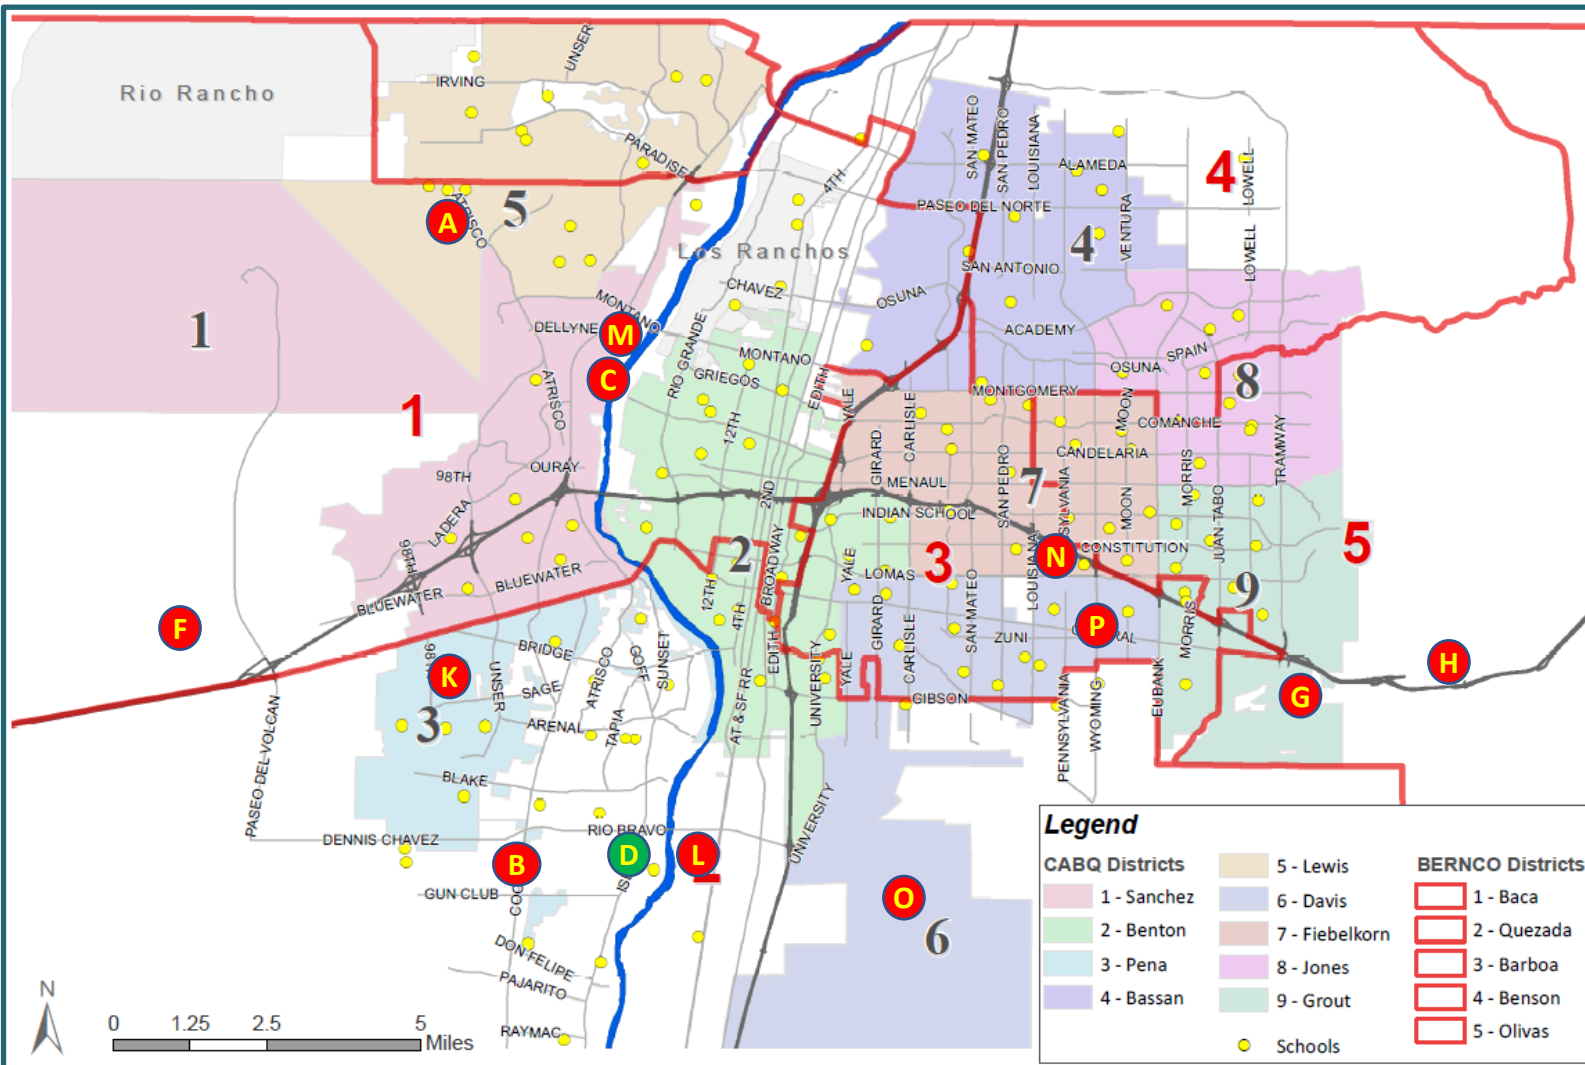 Rio Rancho
IRVING
UNSER
PARADISE
ATRISCO
A
5
1
4TH
Los Ranchos
CHAVEZ
SAN MATEO
SAN PEDRO
LOUISIANA
ALAMEDA
4
LOWELL
PASEO DEL NORTE
VENTURA
4
LOWELL
SAN ANTONIO
OSUNA
MONTANO
DELLYNE
M
C
RIO GRANDE
MONTANO
GRIEGOS
EDITH
YALE
ACADEMY
OSUNA
SPAIN
8
MONTGOMERY
MOON
COMANCHE
1
ATRISCO
12TH
GIRARD
CARLISLE
CANDELARIA
TRAMWAY
98TH
OURAY
MENAUL
SAN PEDRO
7
MORRIS
LADERA
2ND
INDIAN SCHOOL
MOON
JUAN TABO
98TH
2
BROADWAY
YALE
LOMAS
3
LOUISIANA
N
CONSTITUTION
5
BLUEWATER
BLUEWATER
12TH
4TH
9
F
BRIDGE
GIRARD
CARLISLE
SAN MATEO
ZUNI
P
MORRIS
98TH
K
UNSER
SAGE
ATRISCO
GOFF
SUNSET
EDITH
UNIVERSITY
YALE
H
G
GIBSON
EUBANK
PENNSYLVANIA
WYOMING
3
ARENAL
TAPIA
AT & SF RR
PASEO DEL VOLCAN
BLAKE
UNIVERSITY
DENNIS CHAVEZ
RIO BRAVO
B
D
L
GUN CLUB
O
6
DON FELIPE
PAJARITO
RAYMAC
N
0 1.25 2.5 5
Miles
Legend
CABQ Districts
1 - Sanchez
2 - Benton
3 - Pena
4 - Bassan
5 - Lewis
6 - Davis
7 - Fiebelkorn
8 - Jones
9 - Grout
Schools
BERNCO Districts
1 - Baca
2 - Quezada
3 - Barboa
4 - Benson
5 - Olivas